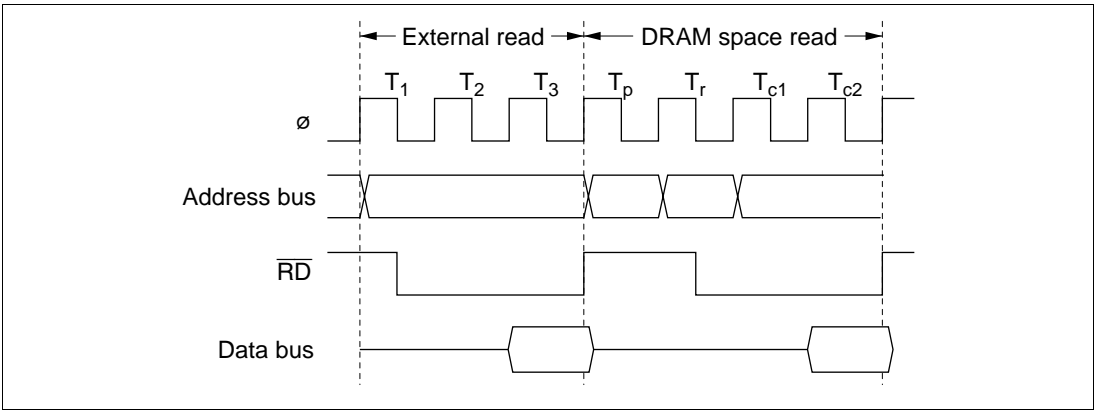 External read DRAM space read
T1 T2 T3 Tp Tr Tc1 Tc2
ø
Address bus
RD
Data bus